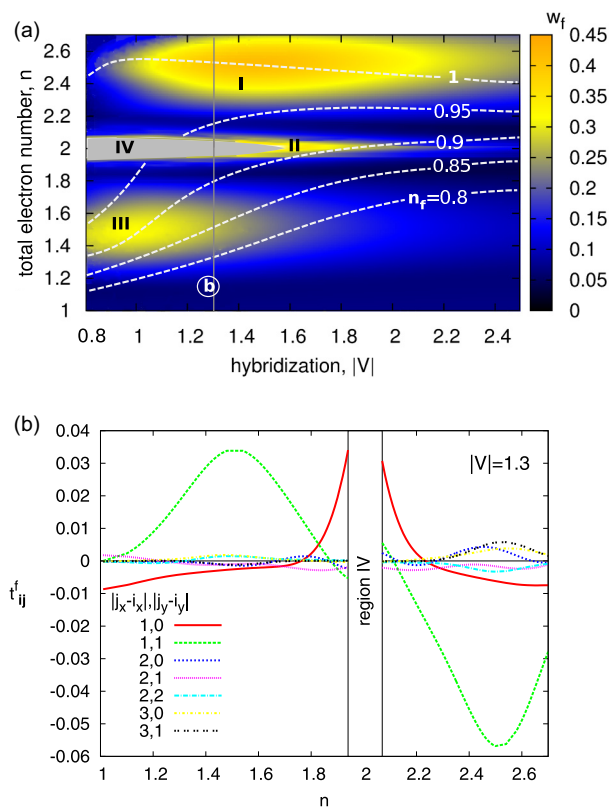 (a)
w_f
total electron number, n
2.6
2.4
2.2
2
1.8
1.6
1.4
1.2
1
I
II
III
IV
1
0.95
0.9
0.85
n_f=0.8
b
0.8 1 1.2 1.4 1.6 1.8 2 2.2 2.4
hybridization, |V|
0.45
0.4
0.35
0.3
0.25
0.2
0.15
0.1
0.05
0
(b)
t^f_ij
0.04
0.03
0.02
0.01
0
-0.01
-0.02
-0.03
-0.04
-0.05
-0.06
|V|=1.3
region IV
|j_x-i_x|,|j_y-i_y|
1,0
1,1
2,0
2,1
2,2
3,0
3,1
1 1.2 1.4 1.6 1.8 2 2.2 2.4 2.6
n